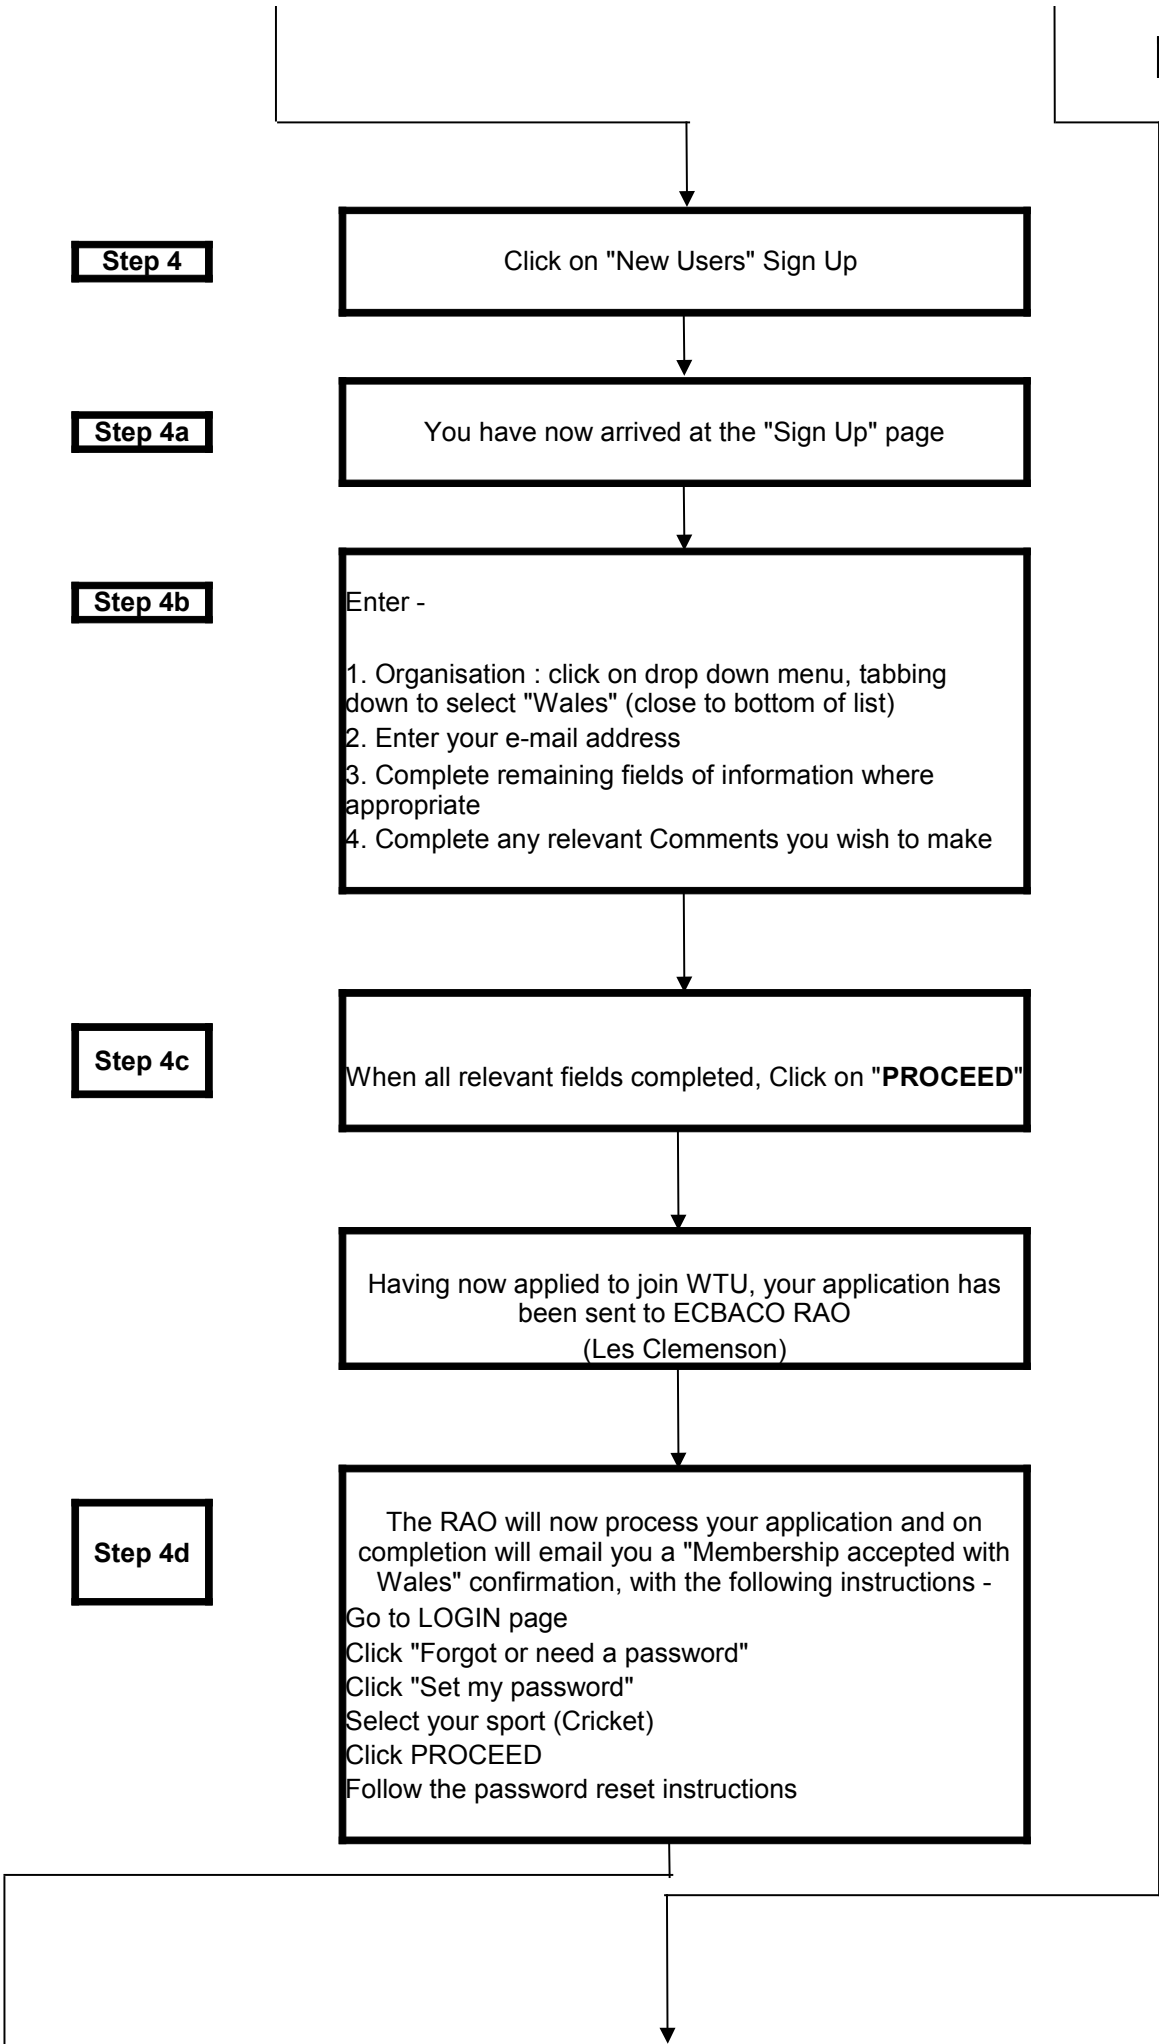 Step 4
Click on "New Users" Sign Up
Step 4a
You have now arrived at the "Sign Up" page
Step 4b
Enter -
1. Organisation : click on drop down menu, tabbing
down to select "Wales" (close to bottom of list)
2. Enter your e-mail address
3. Complete remaining fields of information where
appropriate
4. Complete any relevant Comments you wish to make
Step 4c
When all relevant fields completed, Click on "PROCEED"
Having now applied to join WTU, your application has
been sent to ECBACO RAO
(Les Clemenson)
Step 4d
The RAO will now process your application and on
completion will email you a "Membership accepted with
Wales" confirmation, with the following instructions -
Go to LOGIN page
Click "Forgot or need a password"
Click "Set my password"
Select your sport (Cricket)
Click PROCEED
Follow the password reset instructions